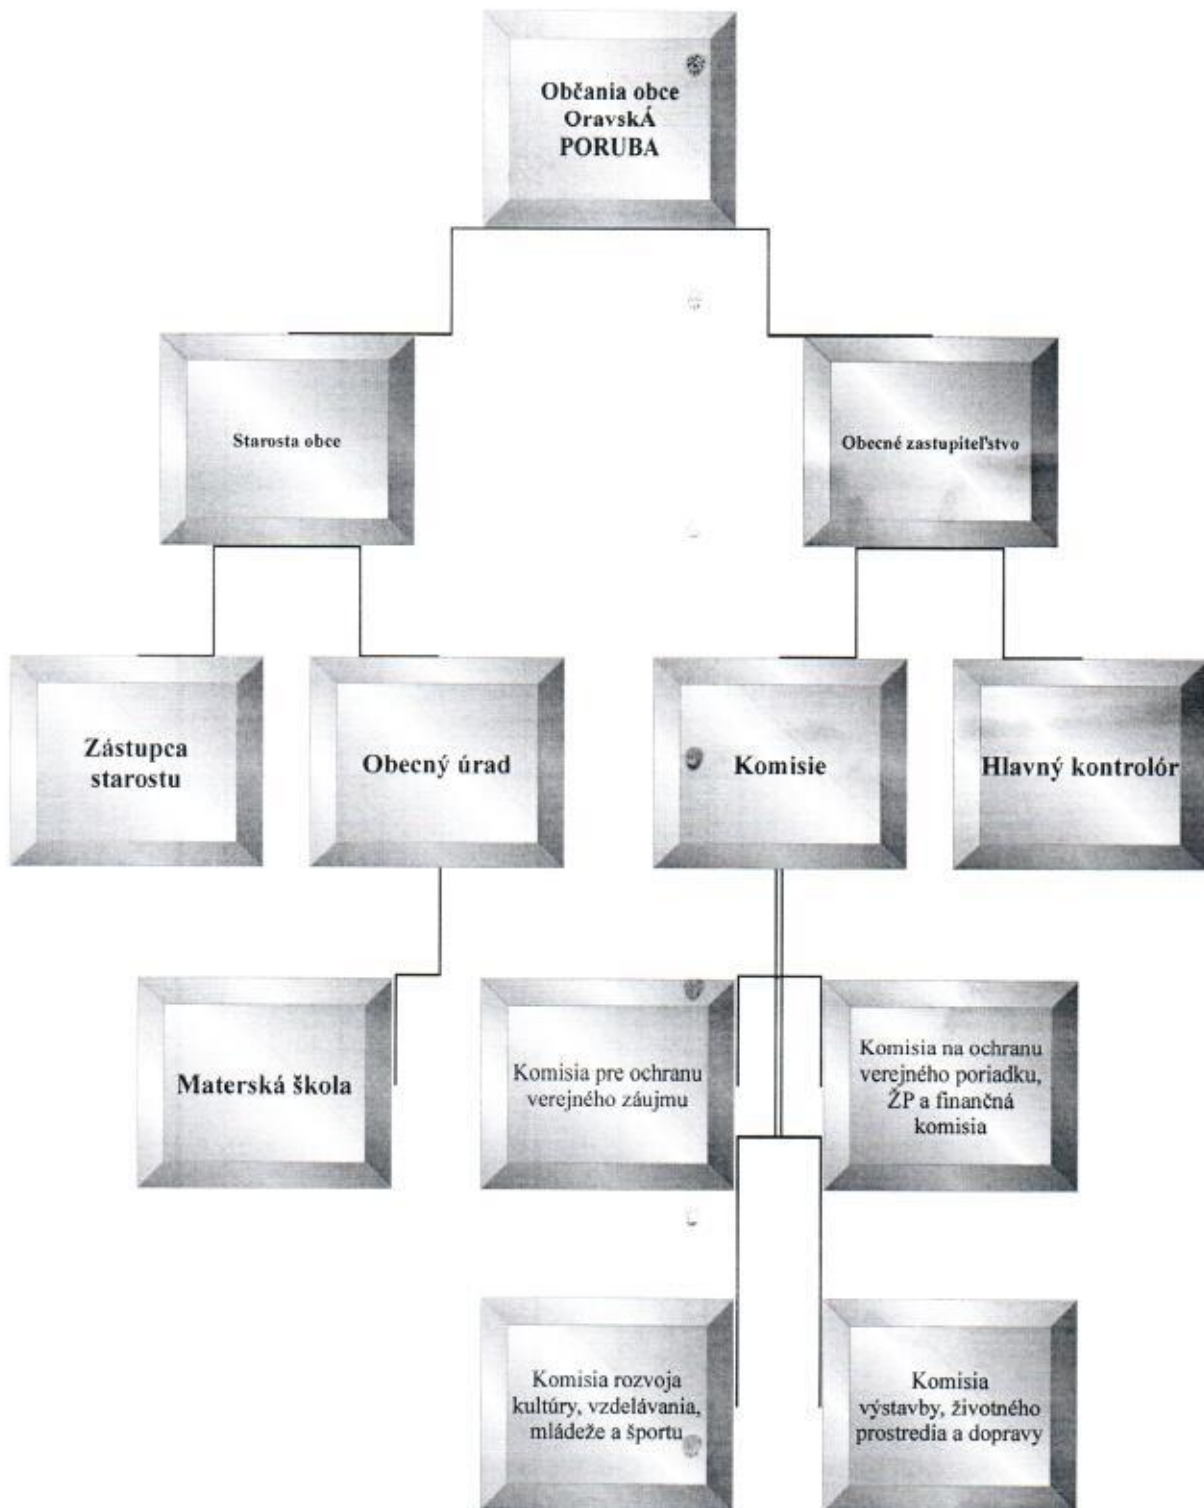 Občania obce
OravskÁ
PORUBA
Starosta obce
Obecné zastupiteľstvo
Zástupca
starostu
Obecný úrad
Komisie
Hlavný kontrolór
Materská škola
Komisia pre ochranu
verejného záujmu
Komisia na ochranu
verejného poriadku,
ŽP a finančná
komisia
Komisia rozvoja
kultúry, vzdelávania,
mládeže a športu
Komisia
výstavby, životného
prostredia a dopravy